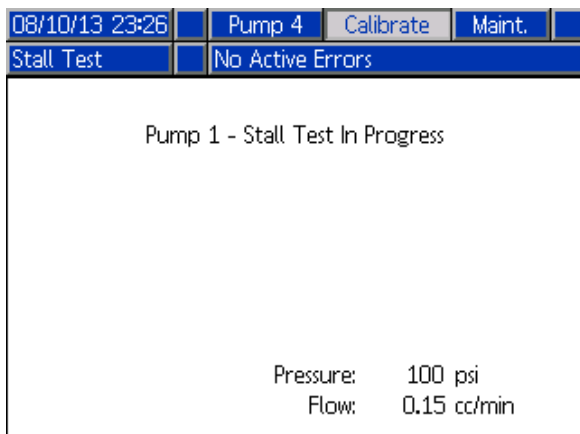 08/10/13 23:26 Pump 4 Calibrate Maint.
Stall Test No Active Errors
Pump 1 - Stall Test In Progress
Pressure: 100 psi
Flow: 0.15 cc/min